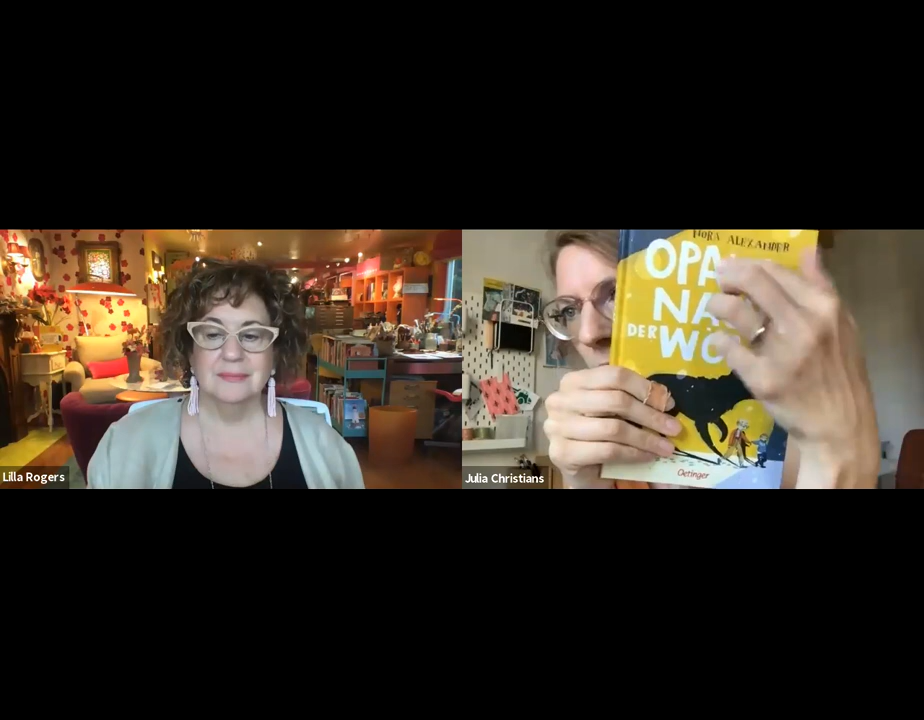 NORA ALEXANDER
OPA
DER
Oetinger
Lilla Rogers
Julia Christians